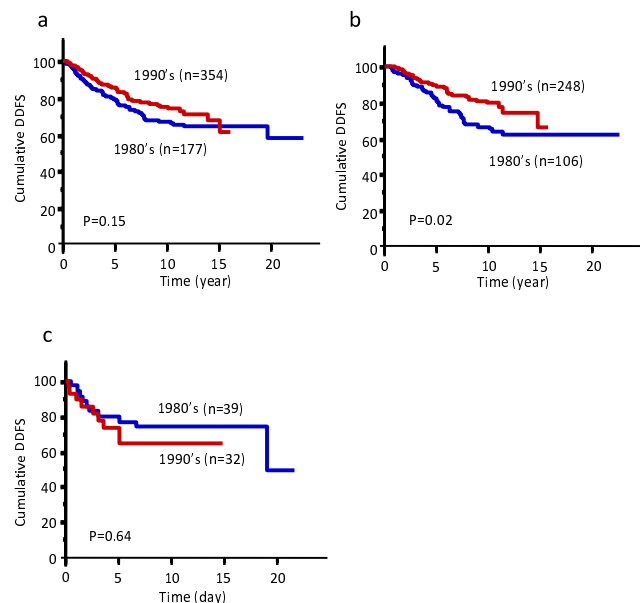 a
Cumulative DDFS
100
80
60
40
20
0
1990's (n=354)
1980's (n=177)
P=0.15
0 5 10 15 20
Time (year)
b
Cumulative DDFS
100
80
60
40
20
0
1990's (n=248)
1980's (n=106)
P=0.02
0 5 10 15 20
Time (year)
c
Cumulative DDFS
100
80
60
40
20
0
1980's (n=39)
1990's (n=32)
P=0.64
0 5 10 15 20
Time (day)